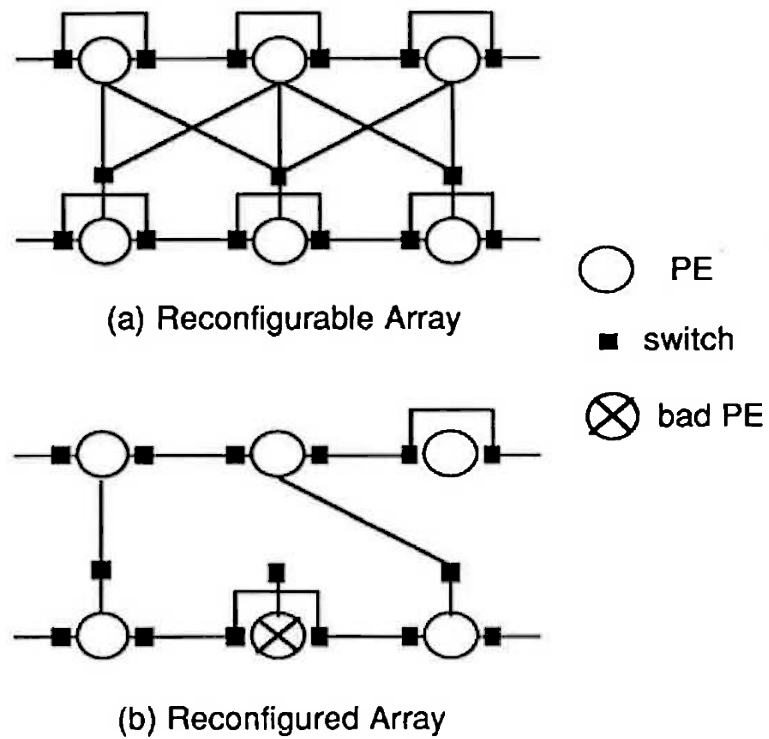 (a) Reconfigurable Array
PE
switch
bad PE
(b) Reconfigured Array